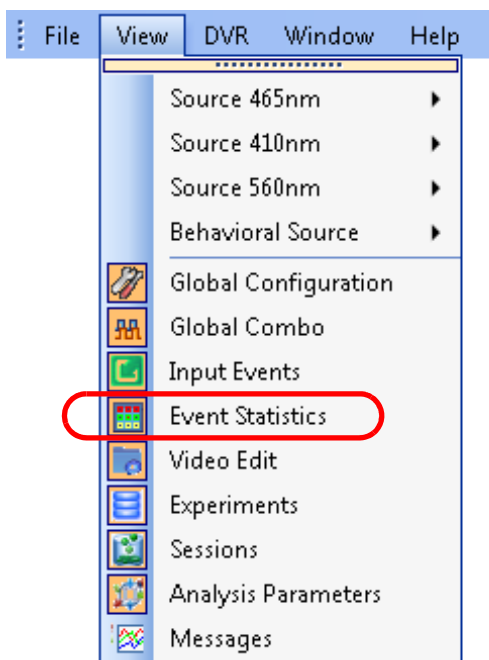 File View DVR Window Help
Source 465nm
Source 410nm
Source 560nm
Behavioral Source
Global Configuration
Global Combo
Input Events
Event Statistics
Video Edit
Experiments
Sessions
Analysis Parameters
Messages